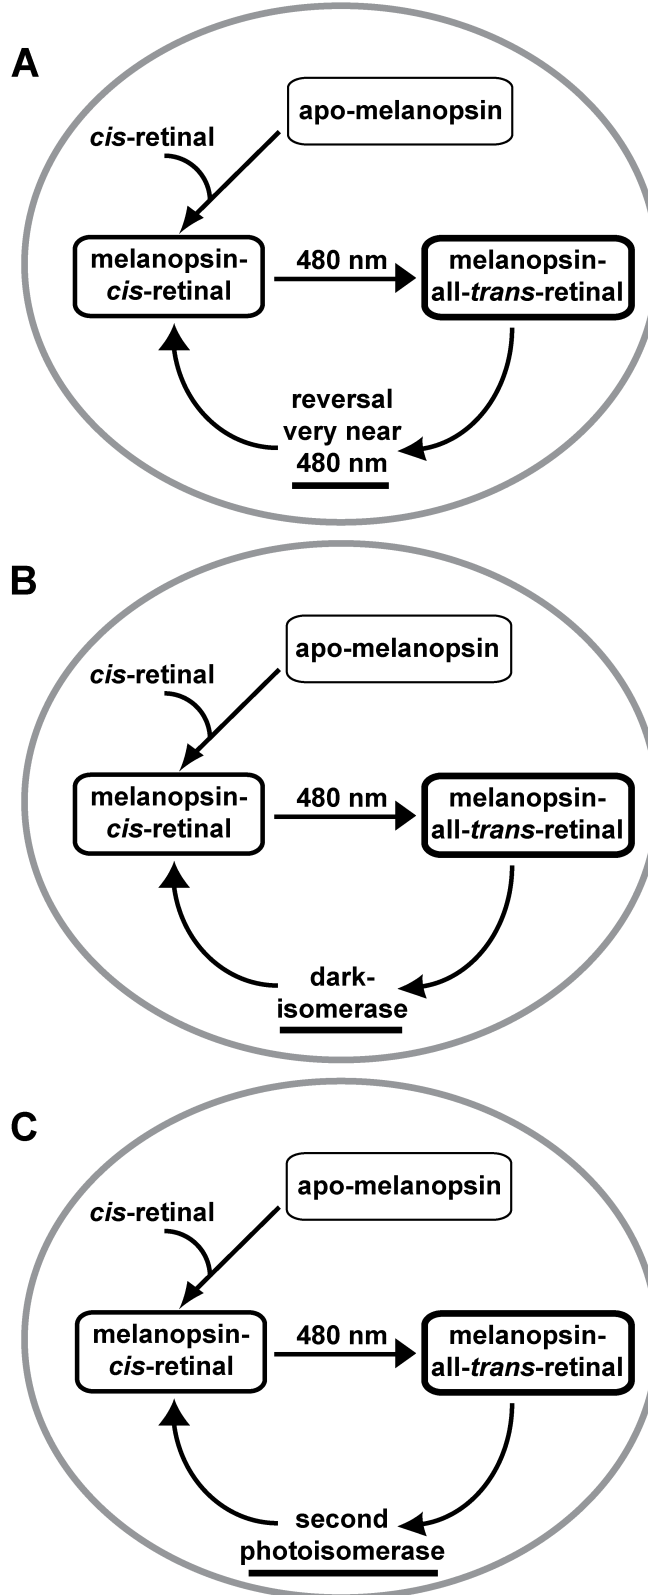 A
apo-melanopsin
cis-retinal
melanopsin-
cis-retinal
480 nm
melanopsin-
all-trans-retinal
reversal
very near
480 nm
B
apo-melanopsin
cis-retinal
melanopsin-
cis-retinal
480 nm
melanopsin-
all-trans-retinal
dark-
isomerase
C
apo-melanopsin
cis-retinal
melanopsin-
cis-retinal
480 nm
melanopsin-
all-trans-retinal
second
photoisomerase